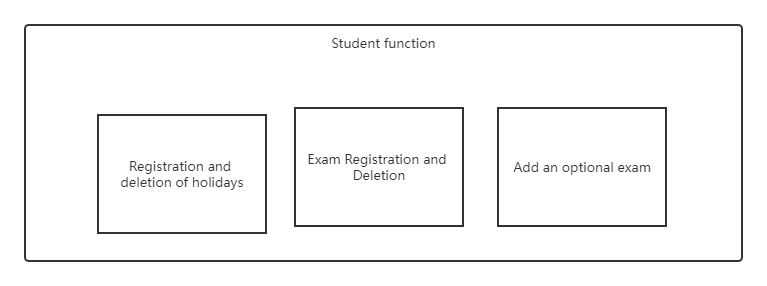 Student function
Registration and
deletion of holidays
Exam Registration and
Deletion
Add an optional exam